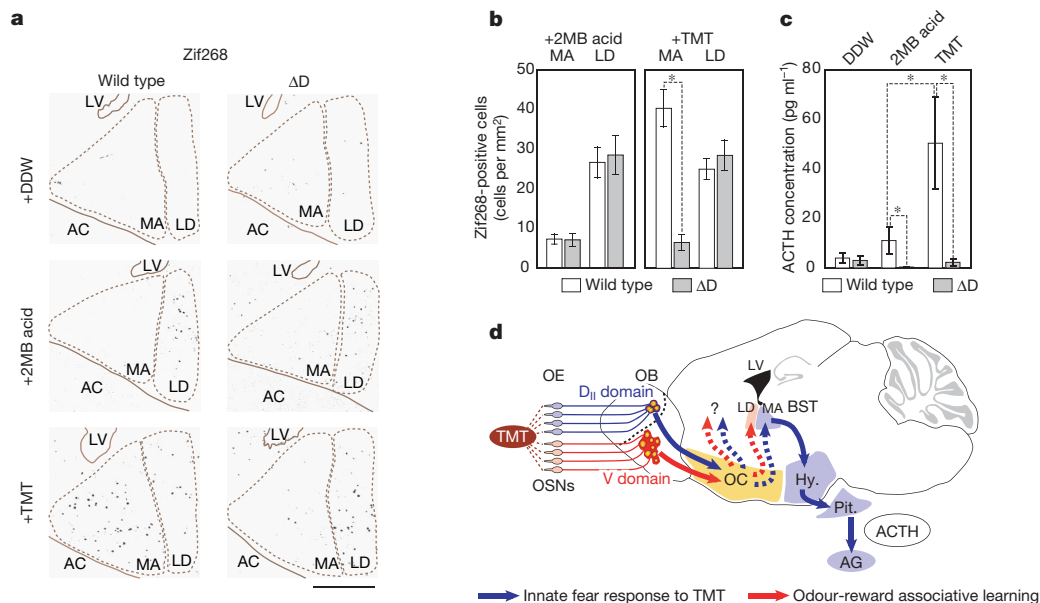 a
Zif268
Wild type
ΔD
+DDW
LV
AC
MA
LD
LV
AC
MA
LD
+2MB acid
LV
AC
MA
LD
LV
AC
MA
LD
+TMT
LV
AC
MA
LD
LV
AC
MA
LD
b
+2MB acid
+TMT
MA LD
MA LD
Zif268-positive cells
(cells per mm²)
50
40
30
20
10
0
*
Wild type
ΔD
c
DDW
2MB acid
TMT
ACTH concentration (pg ml⁻¹)
80
60
40
20
0
*
*
*
Wild type
ΔD
d
OE
OB
DII domain
TMT
OSNs
V domain
?
LV
LD
MA
BST
OC
Hy.
Pit.
ACTH
AG
Innate fear response to TMT
Odour-reward associative learning